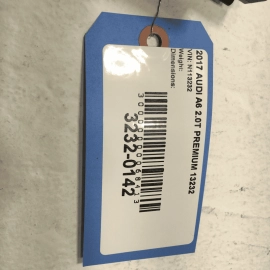 2017 AUDI A6 2.0T PREMIUM 13232
VIN: N113232
Weight:
Dimensions:
3232-0142